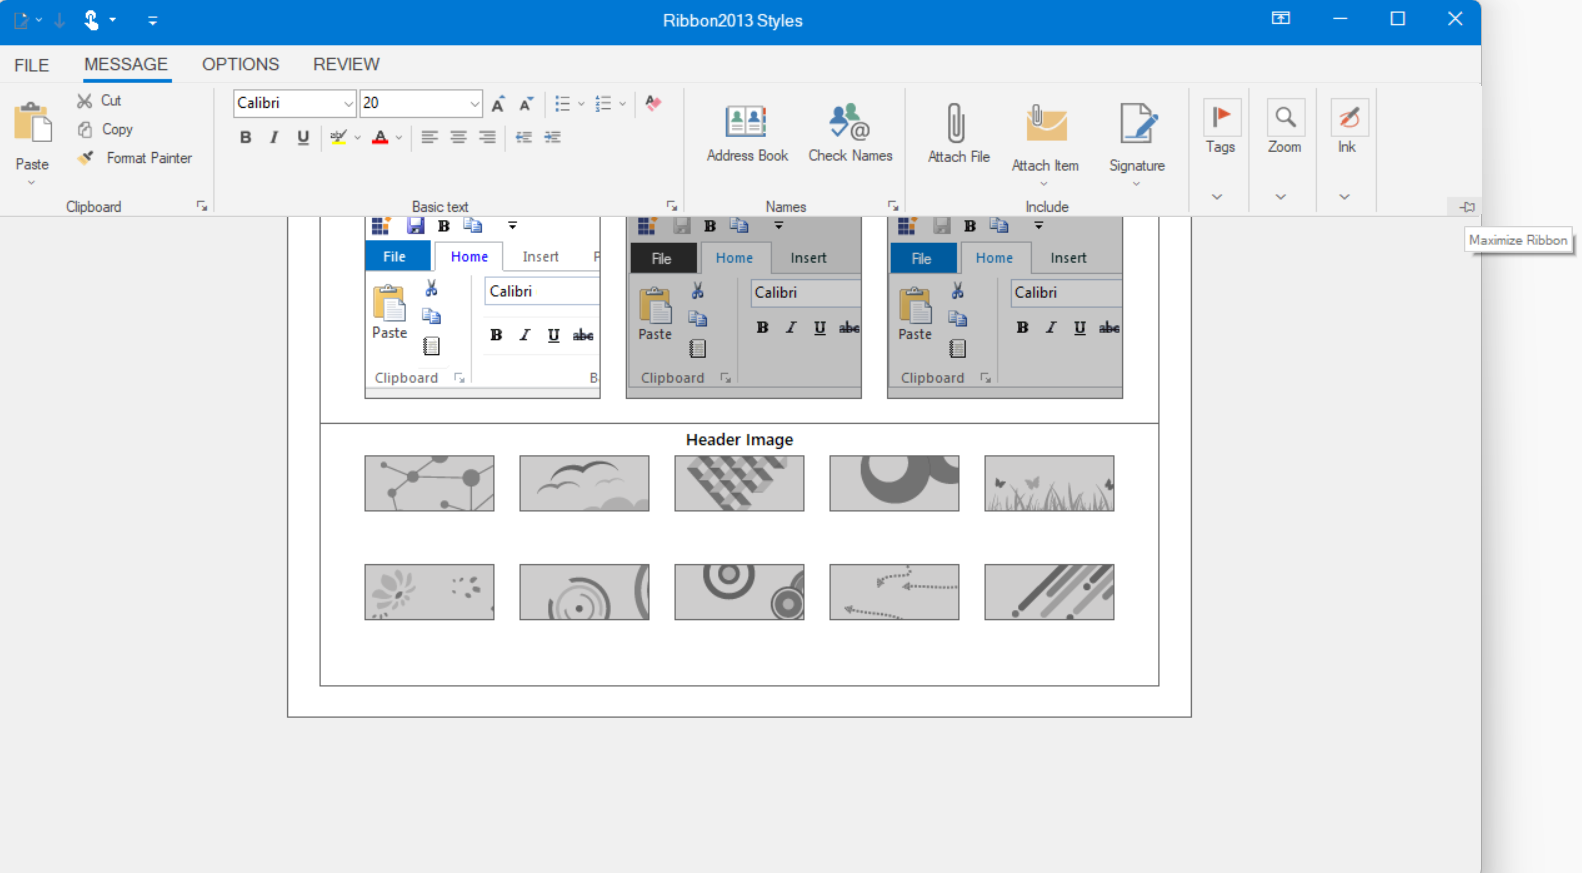 Ribbon2013 Styles
FILE MESSAGE OPTIONS REVIEW
Paste
Cut
Copy
Format Painter
Clipboard
Calibri 20
B I U A
Basic text
Address Book Check Names
Names
Attach File Attach Item Signature
Include
Tags Zoom Ink
Maximize Ribbon
B
File Home Insert P
Calibri
Paste
B I U abc
Clipboard B
B
File Home Insert
Calibri
Paste
B I U abc
Clipboard
B
File Home Insert
Calibri
Paste
B I U abc
Clipboard
Header Image